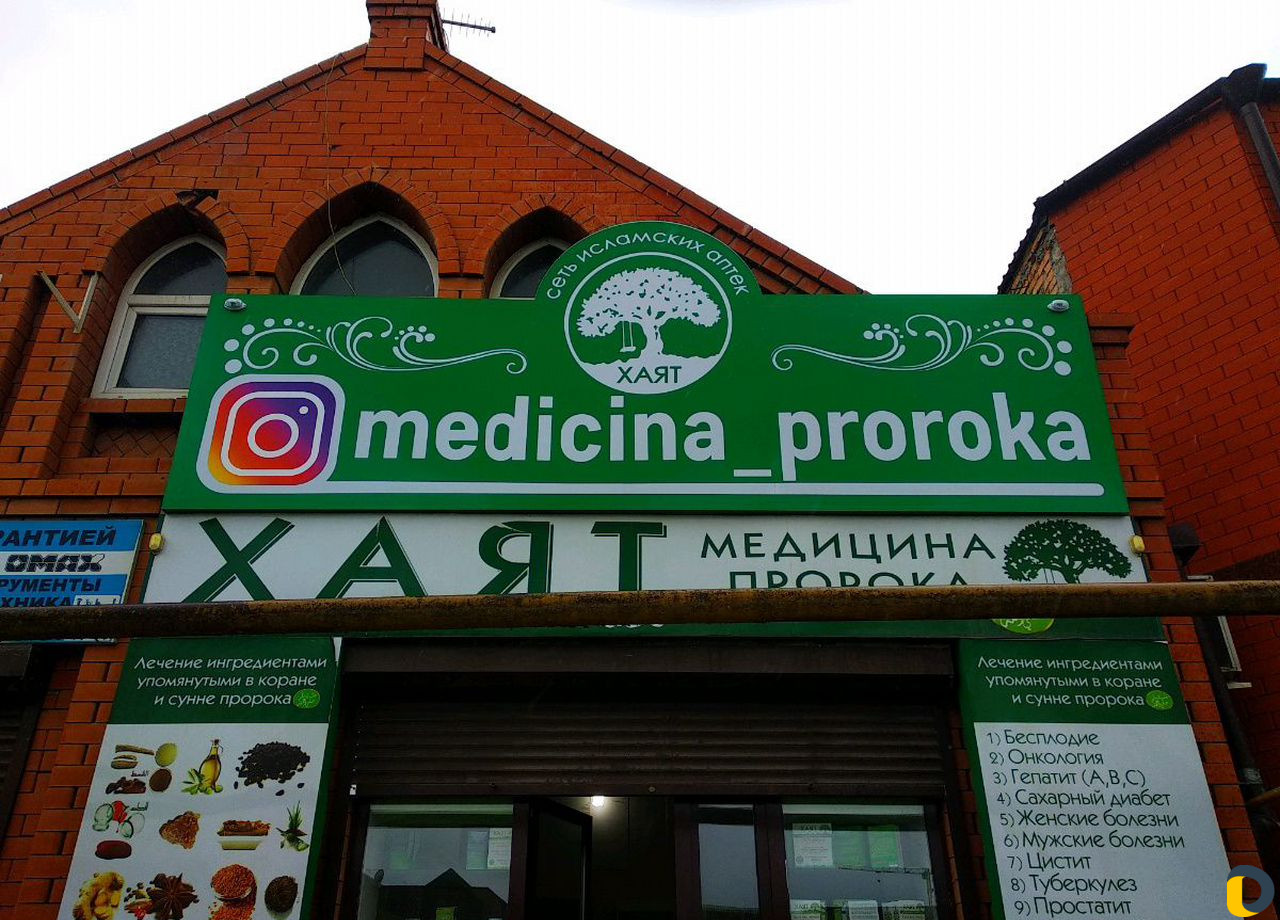 сеть исламских аптек
ХАЯТ
medicina_proroka
ХАЯТ
МЕДИЦИНА
ПРОРОКА
РАНТИЕЙ
OMAX
РУМЕНТЫ
ХНИКА
Лечение ингредиентами
упомянутыми в коране
и сунне пророка
Лечение ингредиентами
упомянутыми в коране
и сунне пророка
1) Бесплодие
2) Онкология
3) Гепатит (А,В,С)
4) Сахарный диабет
5) Женские болезни
6) Мужские болезни
7) Цистит
8) Туберкулез
9) Простатит